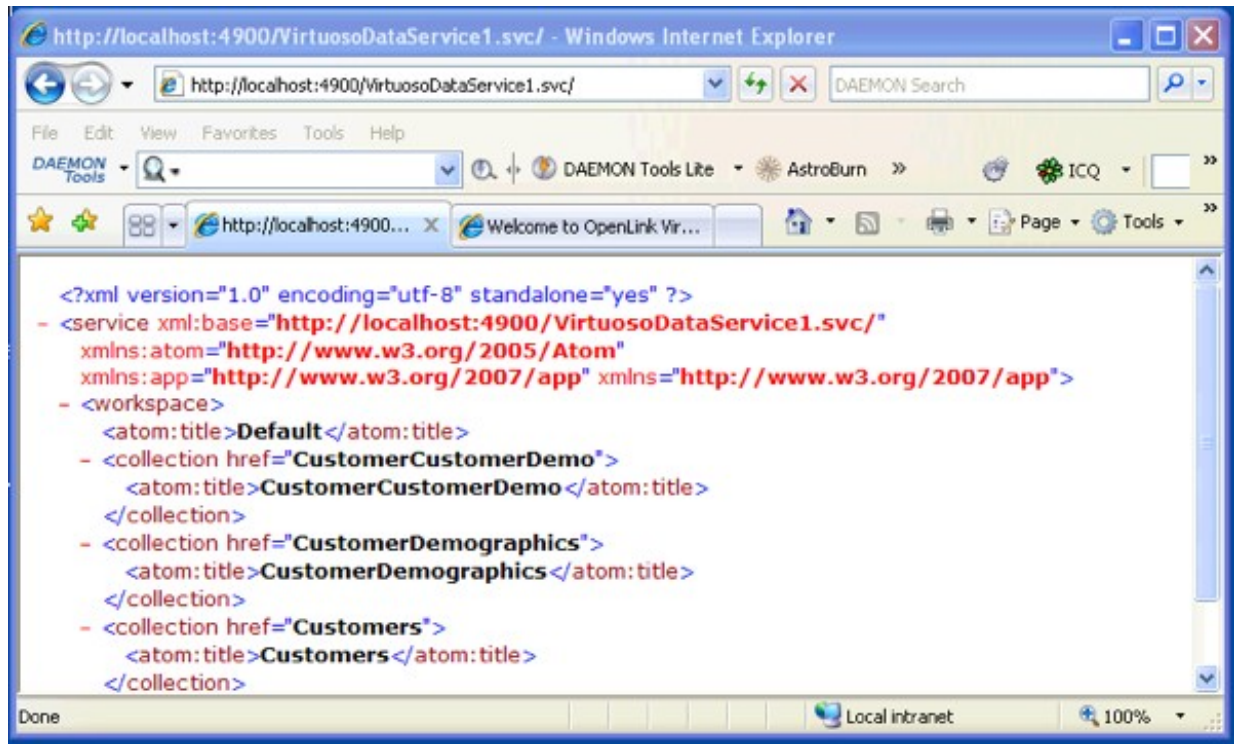 http://localhost:4900/VirtuosoDataService1.svc/ - Windows Internet Explorer
http://localhost:4900/VirtuosoDataService1.svc/ DAEMON Search
File Edit View Favorites Tools Help
DAEMON Tools DAEMON Tools Lite AstroBurn » ICQ »
http://localhost:4900... X Welcome to OpenLink Vir... Page Tools »
<?xml version="1.0" encoding="utf-8" standalone="yes" ?>
- <service xml:base="http://localhost:4900/VirtuosoDataService1.svc/"
xmlns:atom="http://www.w3.org/2005/Atom"
xmlns:app="http://www.w3.org/2007/app" xmlns="http://www.w3.org/2007/app">
- <workspace>
<atom:title>Default</atom:title>
- <collection href="CustomerCustomerDemo">
<atom:title>CustomerCustomerDemo</atom:title>
</collection>
- <collection href="CustomerDemographics">
<atom:title>CustomerDemographics</atom:title>
</collection>
- <collection href="Customers">
<atom:title>Customers</atom:title>
</collection>
Done Local intranet 100%